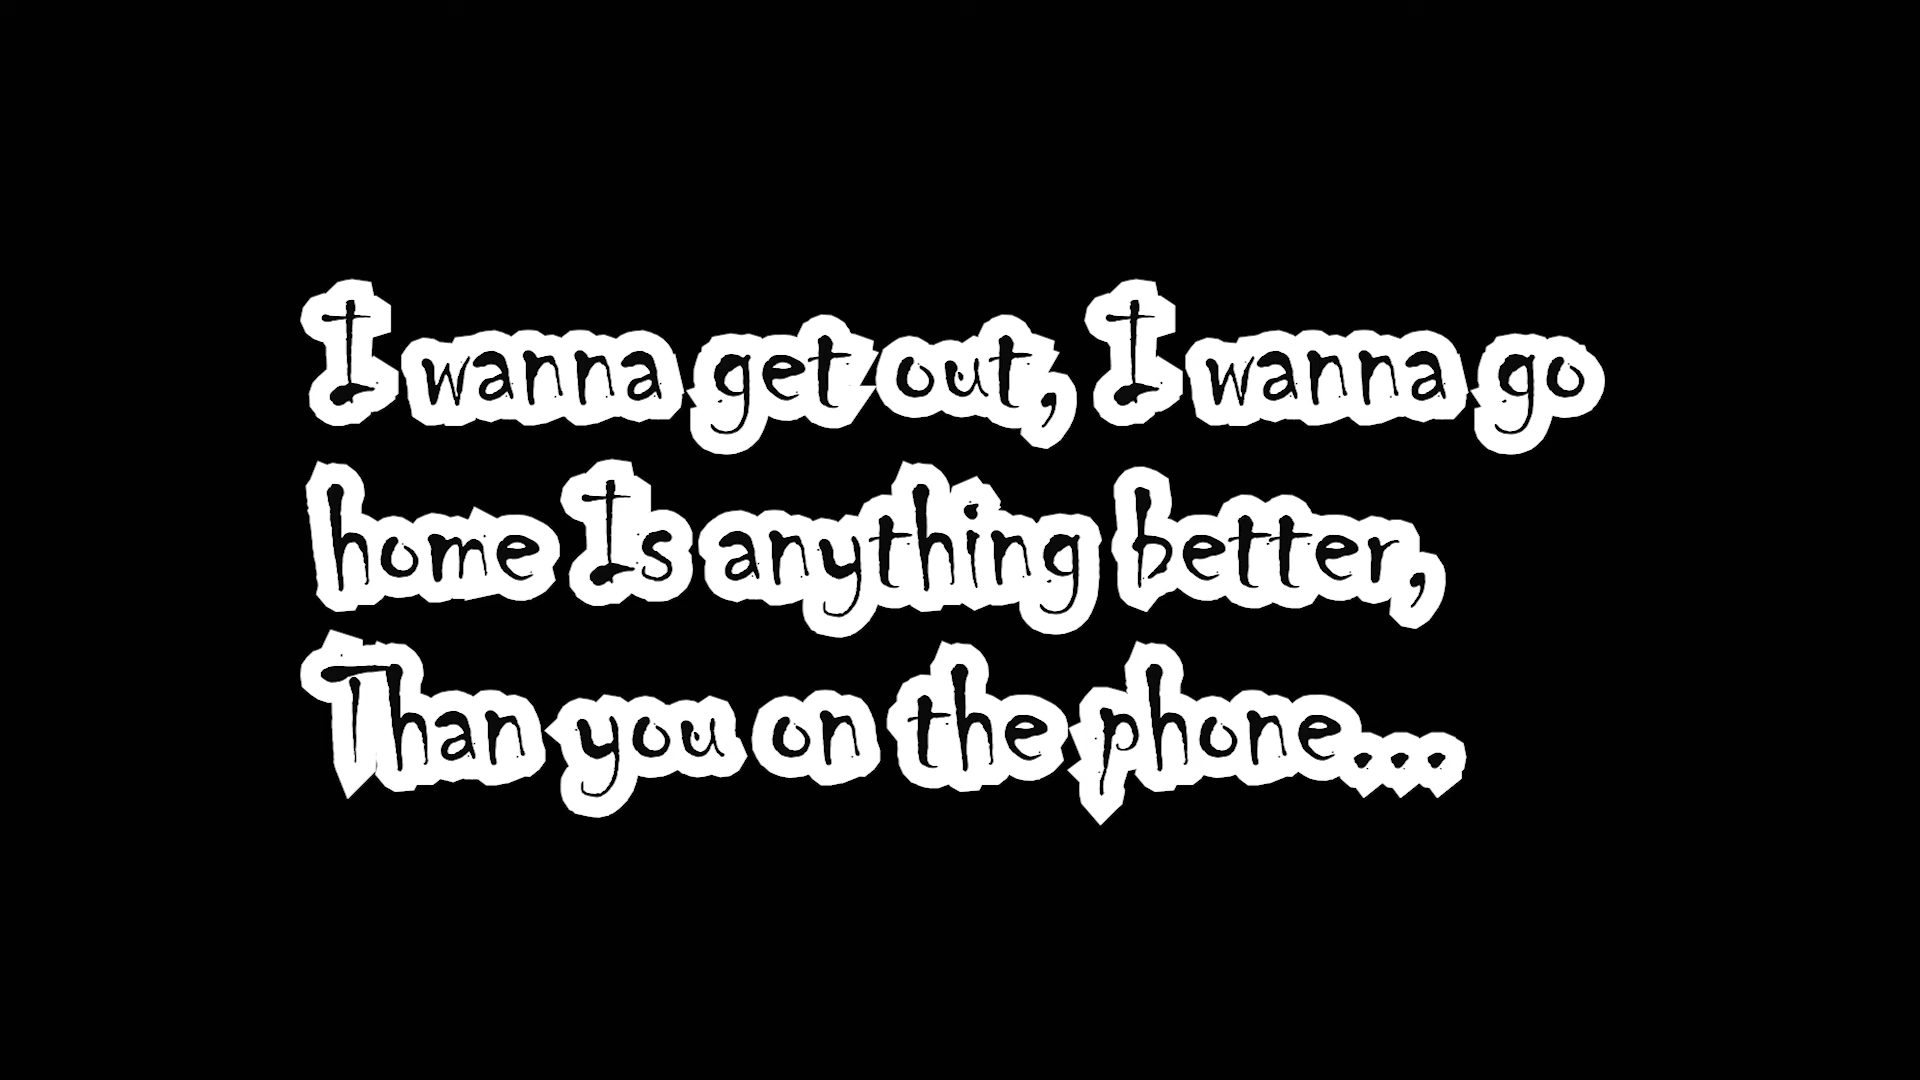 I wanna get out, I wanna go
home Is anything better,
Than you on the phone...